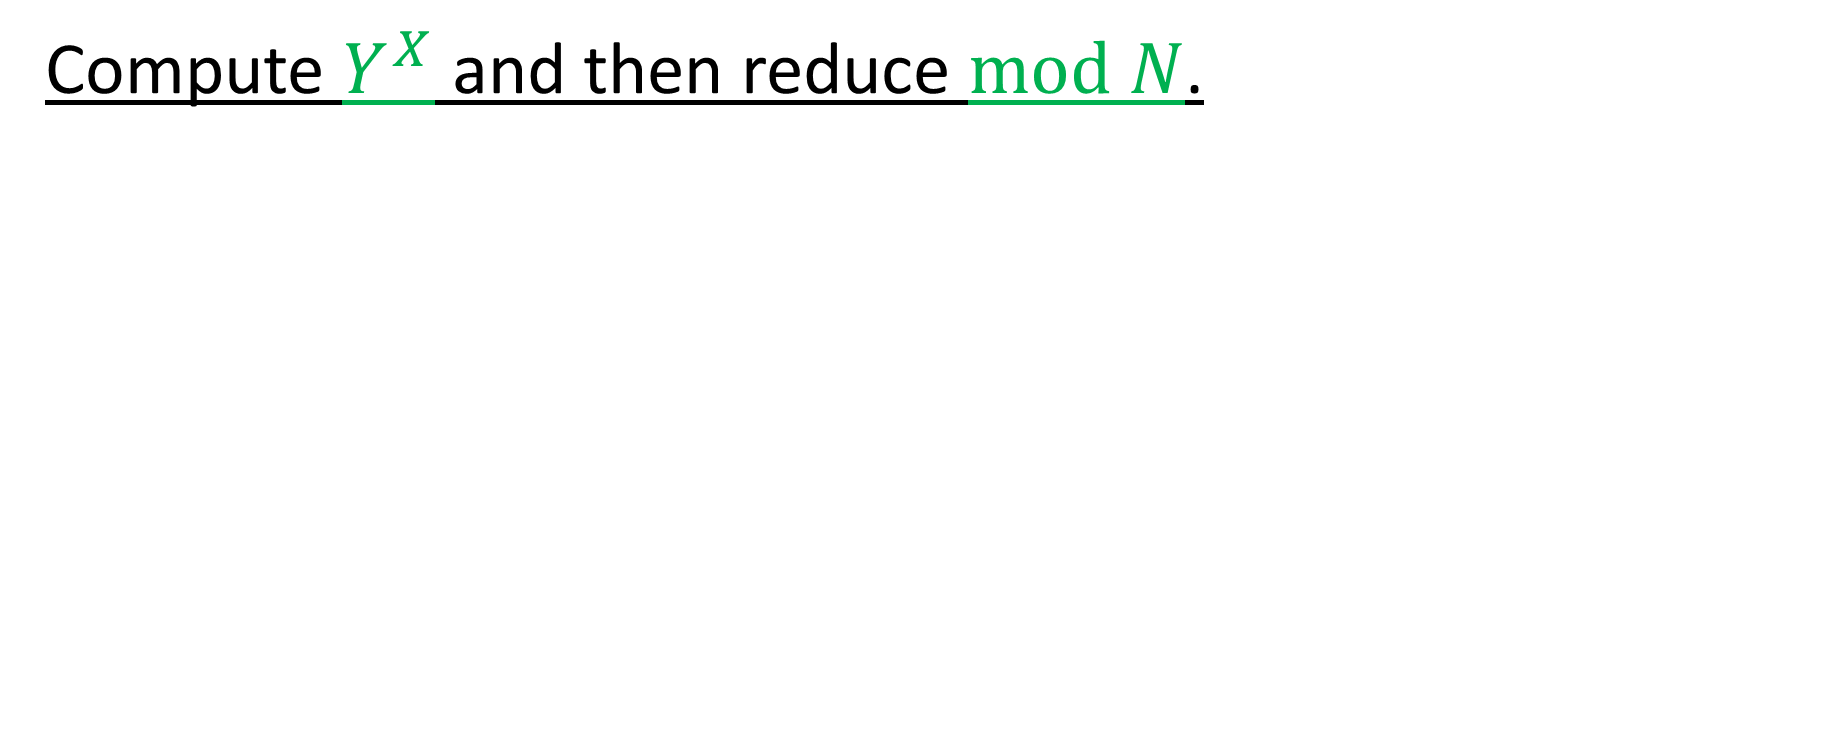 Compute Y^X and then reduce mod N.